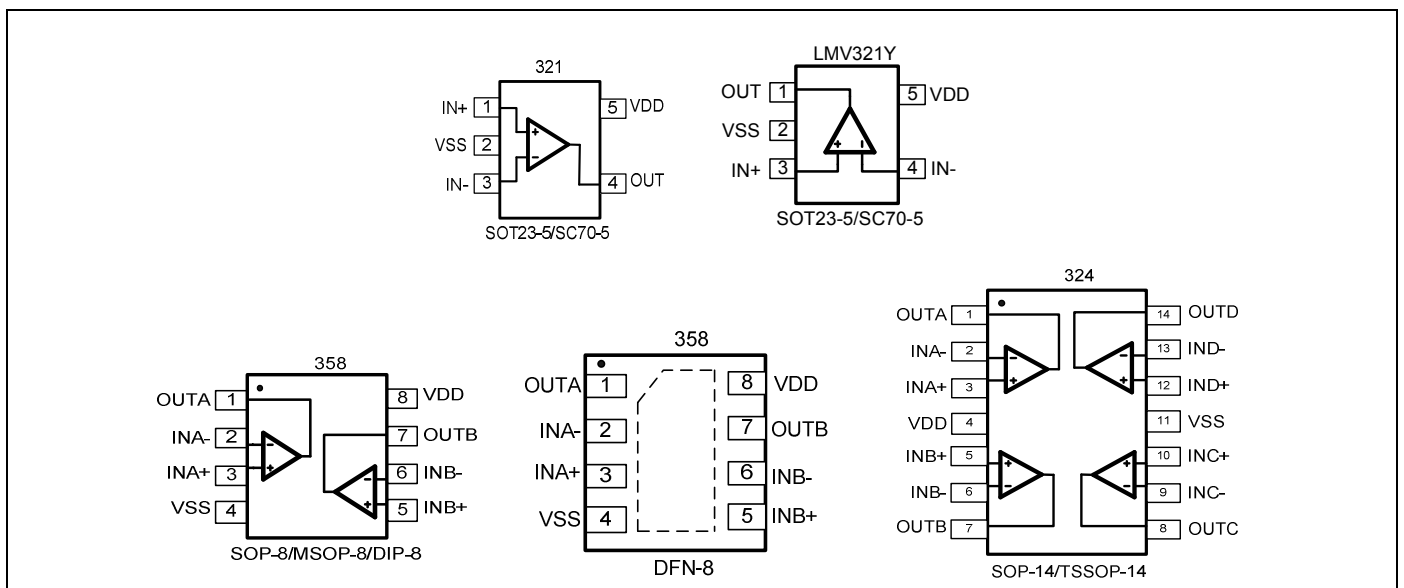 321
IN+ 1
VSS 2
IN- 3
5 VDD
4 OUT
+
-
SOT23-5/SC70-5
LMV321Y
OUT 1
VSS 2
IN+ 3
5 VDD
4 IN-
+ -
SOT23-5/SC70-5
358
OUTA 1
INA- 2
INA+ 3
VSS 4
8 VDD
7 OUTB
6 INB-
5 INB+
-
+
-
+
SOP-8/MSOP-8/DIP-8
358
OUTA 1
INA- 2
INA+ 3
VSS 4
8 VDD
7 OUTB
6 INB-
5 INB+
DFN-8
324
OUTA 1
INA- 2
INA+ 3
VDD 4
INB+ 5
INB- 6
OUTB 7
14 OUTD
13 IND-
12 IND+
11 VSS
10 INC+
9 INC-
8 OUTC
-
+
-
+
+
-
+
-
SOP-14/TSSOP-14